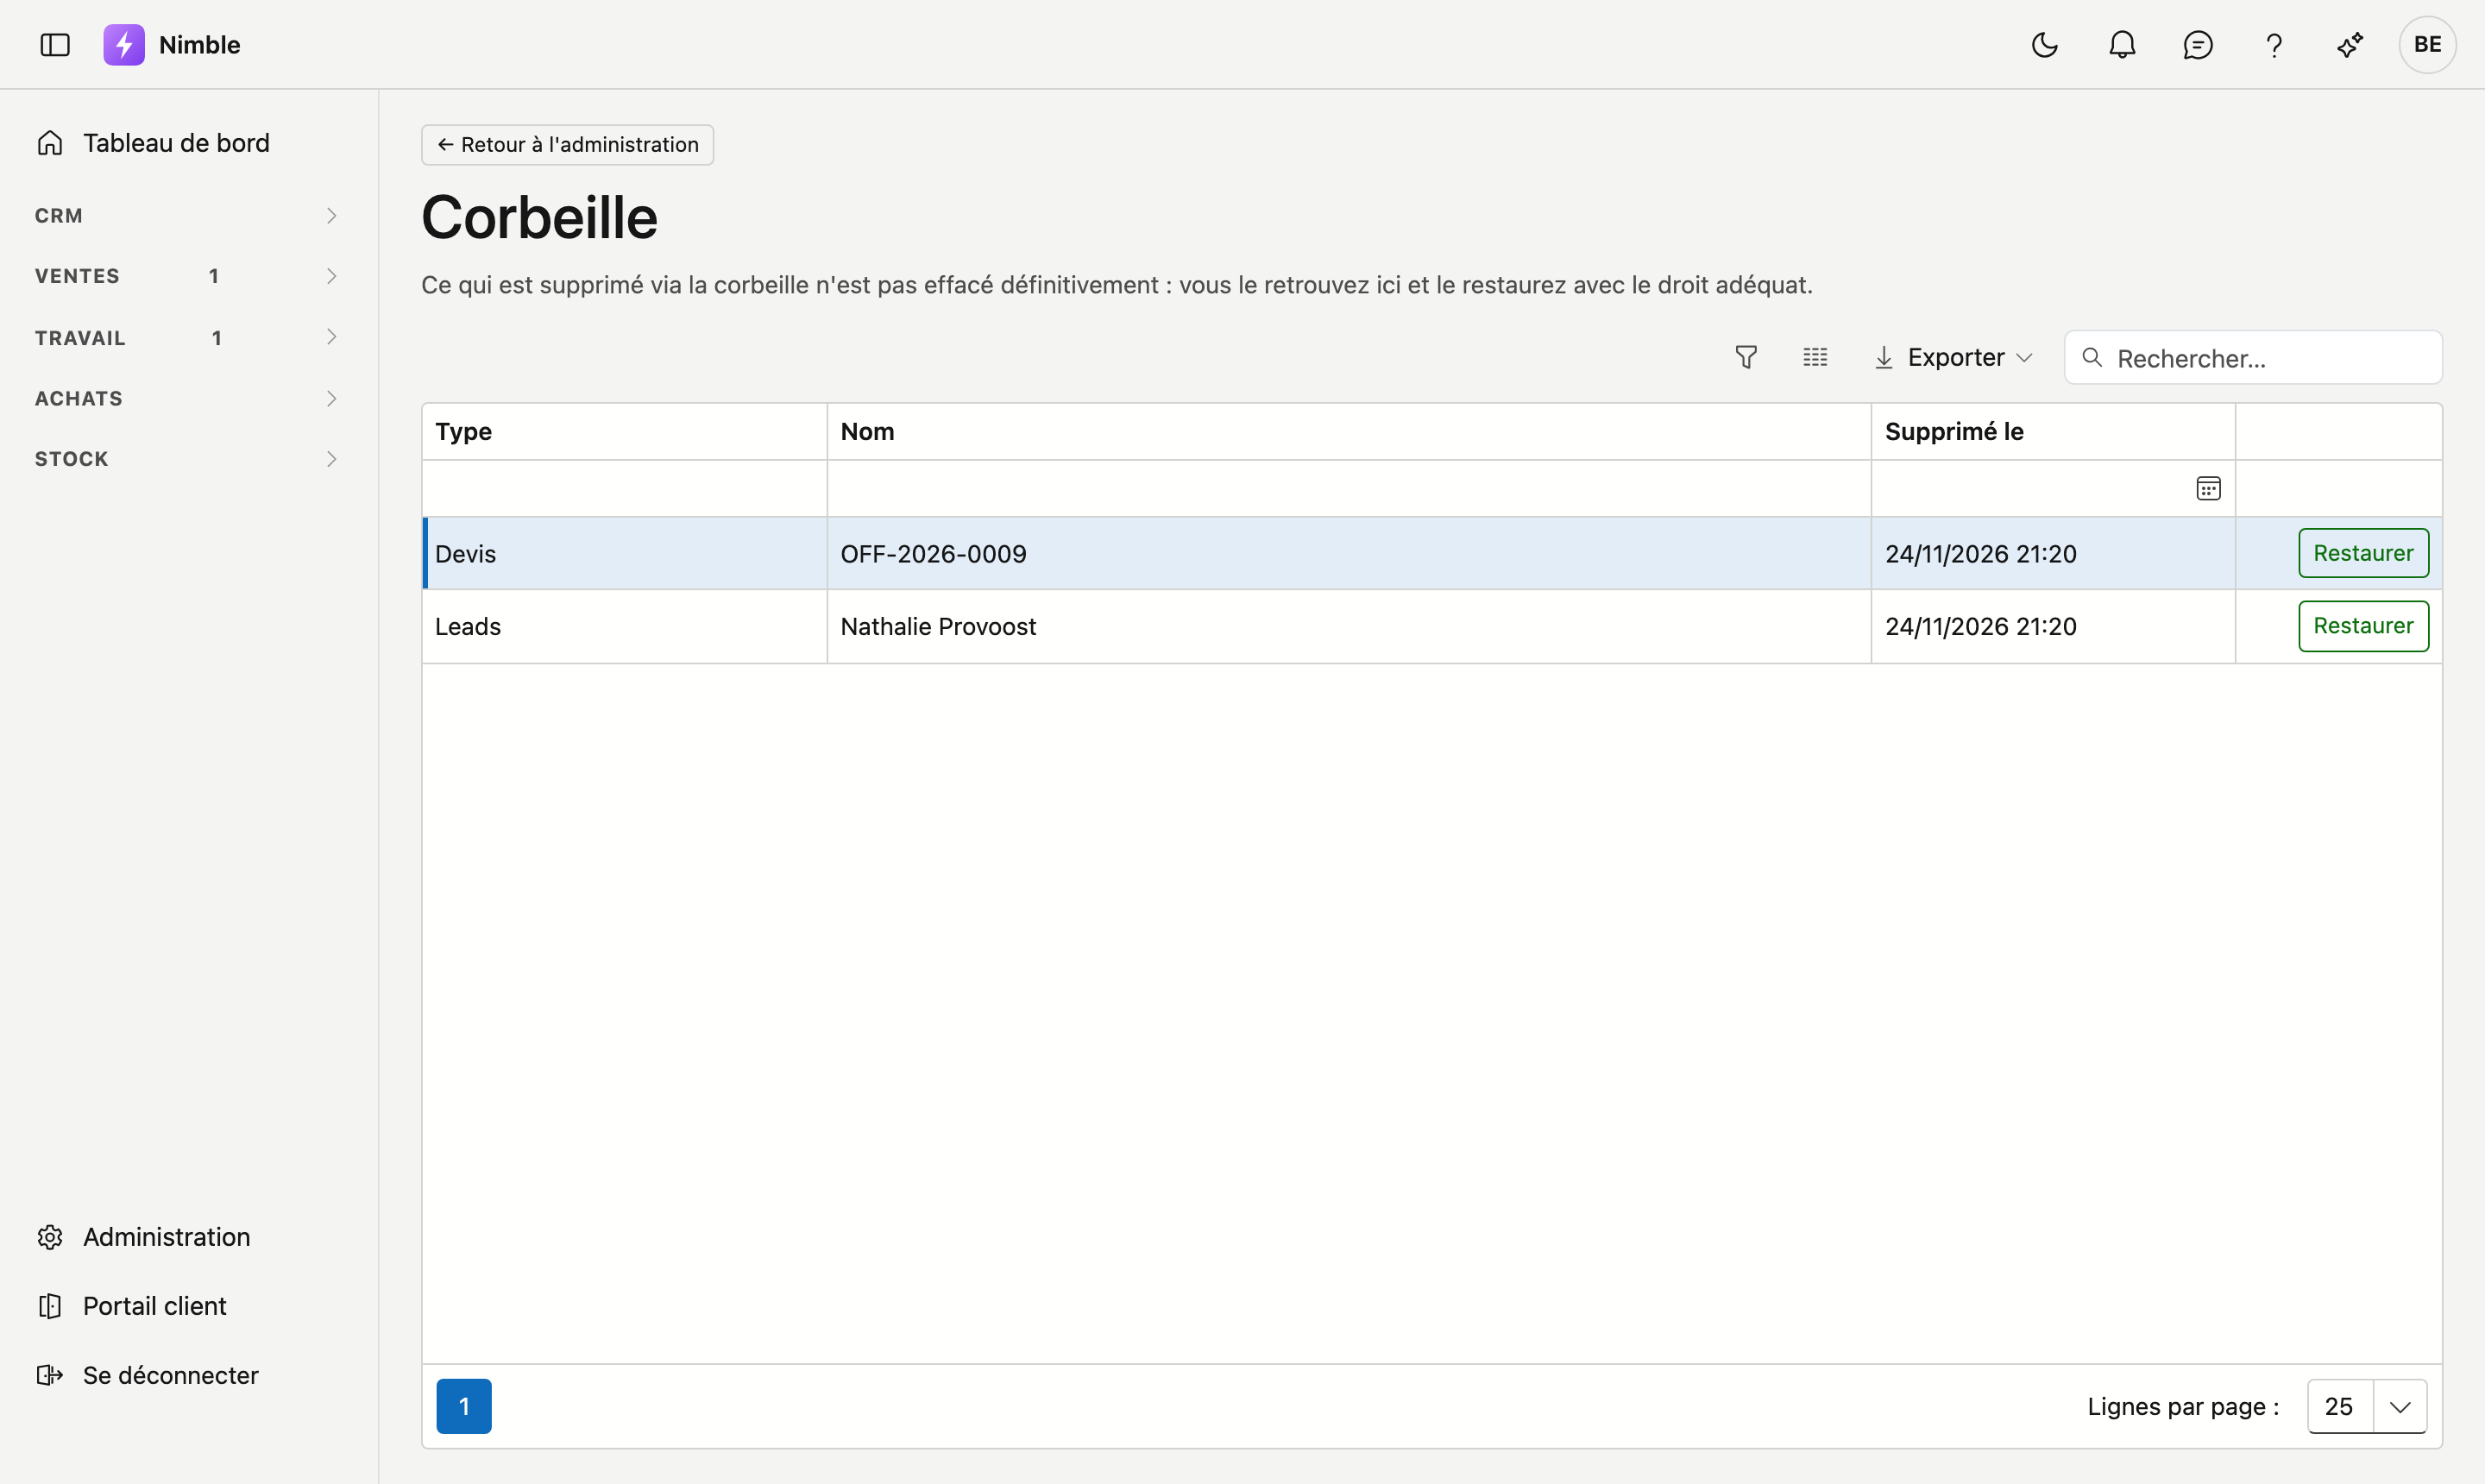 Nimble
BE
Tableau de bord
CRM
VENTES 1
TRAVAIL 1
ACHATS
STOCK
Administration
Portail client
Se déconnecter
← Retour à l'administration
Corbeille
Ce qui est supprimé via la corbeille n'est pas effacé définitivement : vous le retrouvez ici et le restaurez avec le droit adéquat.
Exporter
Rechercher...
Type Nom Supprimé le
Devis OFF-2026-0009 24/11/2026 21:20 Restaurer
Leads Nathalie Provoost 24/11/2026 21:20 Restaurer
1
Lignes par page : 25